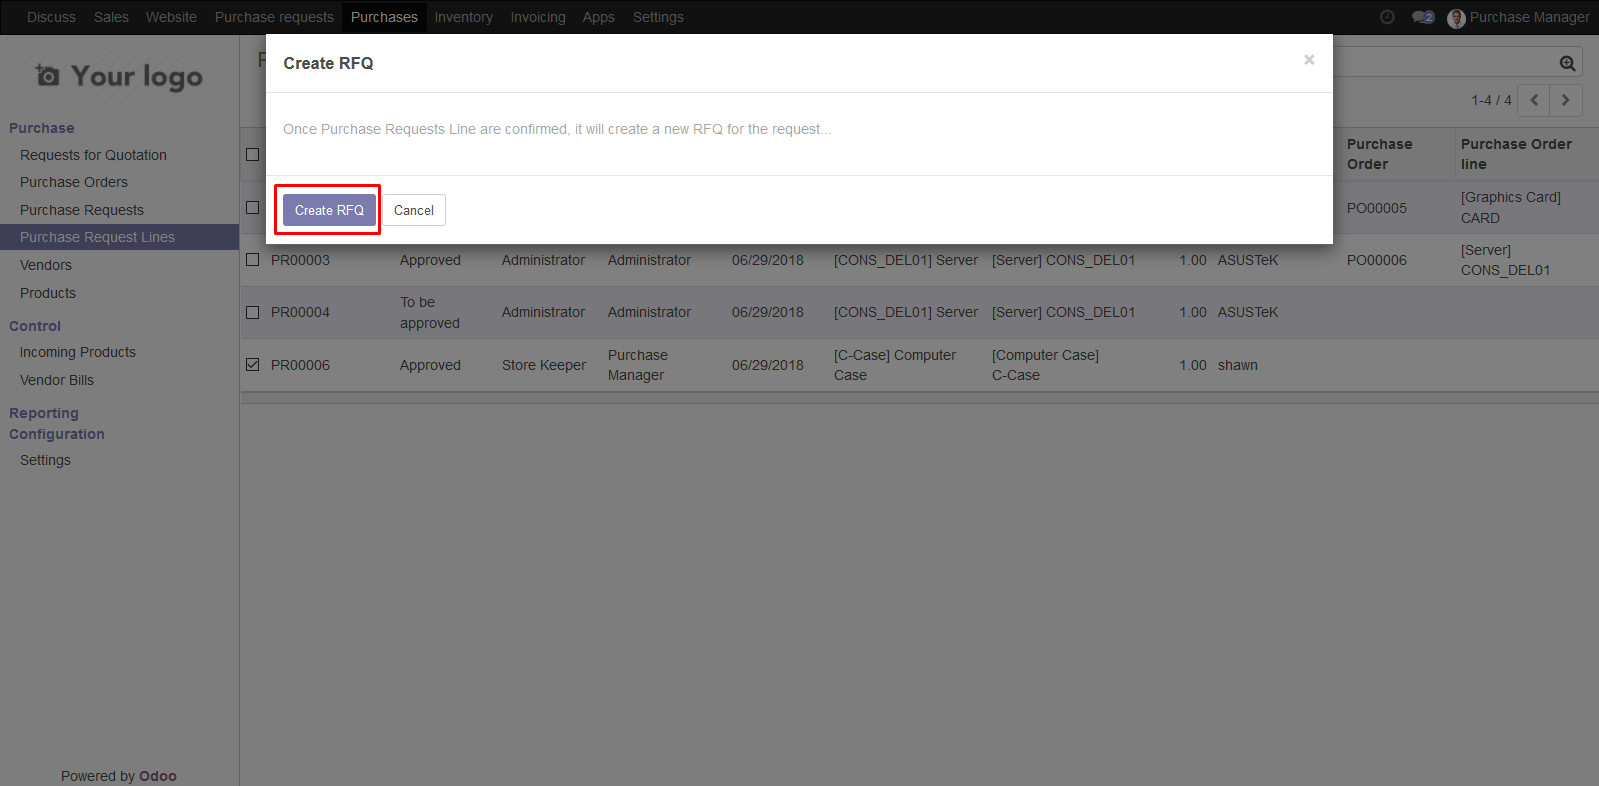 Discuss Sales Website Purchase requests Purchases Inventory Invoicing Apps Settings 2 Purchase Manager
Your logo
Purchase
Requests for Quotation
Purchase Orders
Purchase Requests
Purchase Request Lines
Vendors
Products
Control
Incoming Products
Vendor Bills
Reporting
Configuration
Settings
Powered by Odoo
Create RFQ ×
Once Purchase Requests Line are confirmed, it will create a new RFQ for the request...
Create RFQ Cancel
1-4 / 4
Purchase Order
Purchase Order line
PO00005 [Graphics Card] CARD
PR00003 Approved Administrator Administrator 06/29/2018 [CONS_DEL01] Server [Server] CONS_DEL01 1.00 ASUSTeK PO00006 [Server] CONS_DEL01
PR00004 To be approved Administrator Administrator 06/29/2018 [CONS_DEL01] Server [Server] CONS_DEL01 1.00 ASUSTeK
PR00006 Approved Store Keeper Purchase Manager 06/29/2018 [C-Case] Computer Case [Computer Case] C-Case 1.00 shawn